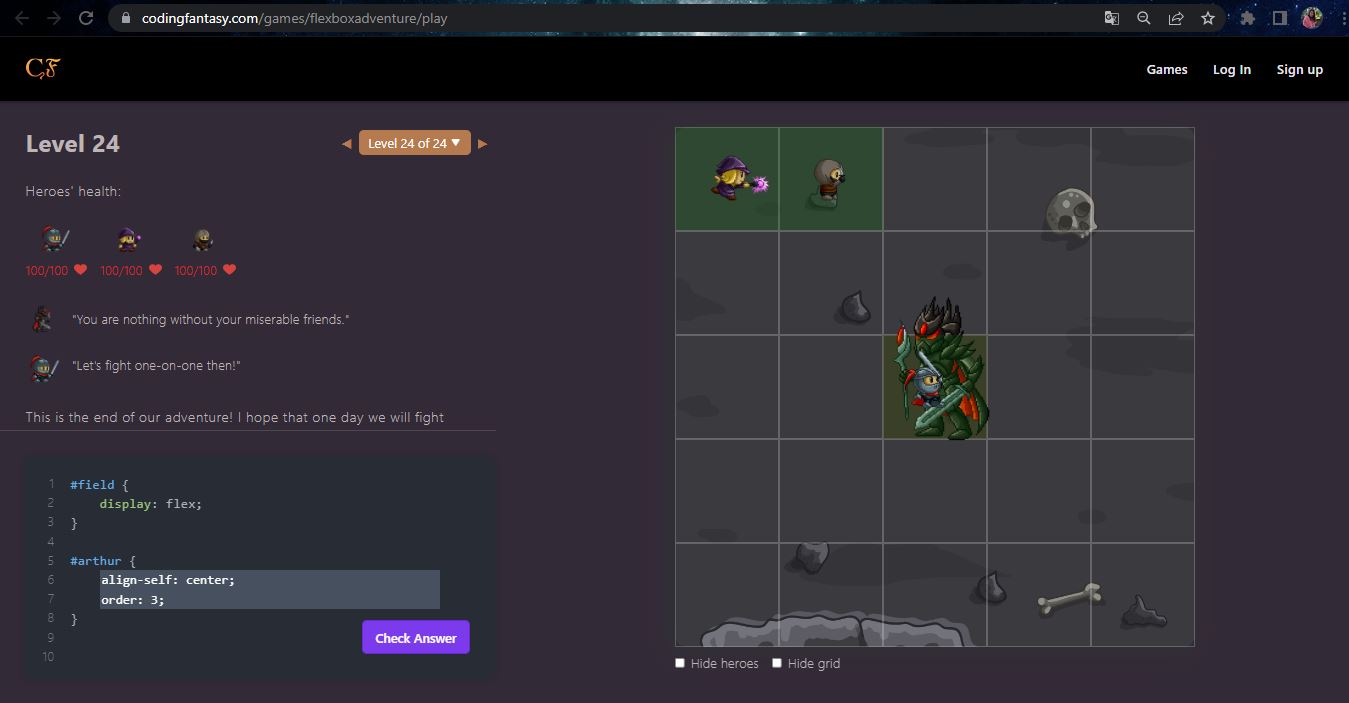 codingfantasy.com/games/flexboxadventure/play
CF
Games Log In Sign up
Level 24
◀ Level 24 of 24 ▼ ▶
Heroes' health:
100/100 100/100 100/100
"You are nothing without your miserable friends."
"Let's fight one-on-one then!"
This is the end of our adventure! I hope that one day we will fight
1 #field {
2 display: flex;
3 }
4
5 #arthur {
6 align-self: center;
7 order: 3;
8 }
9
10
Check Answer
Hide heroes Hide grid